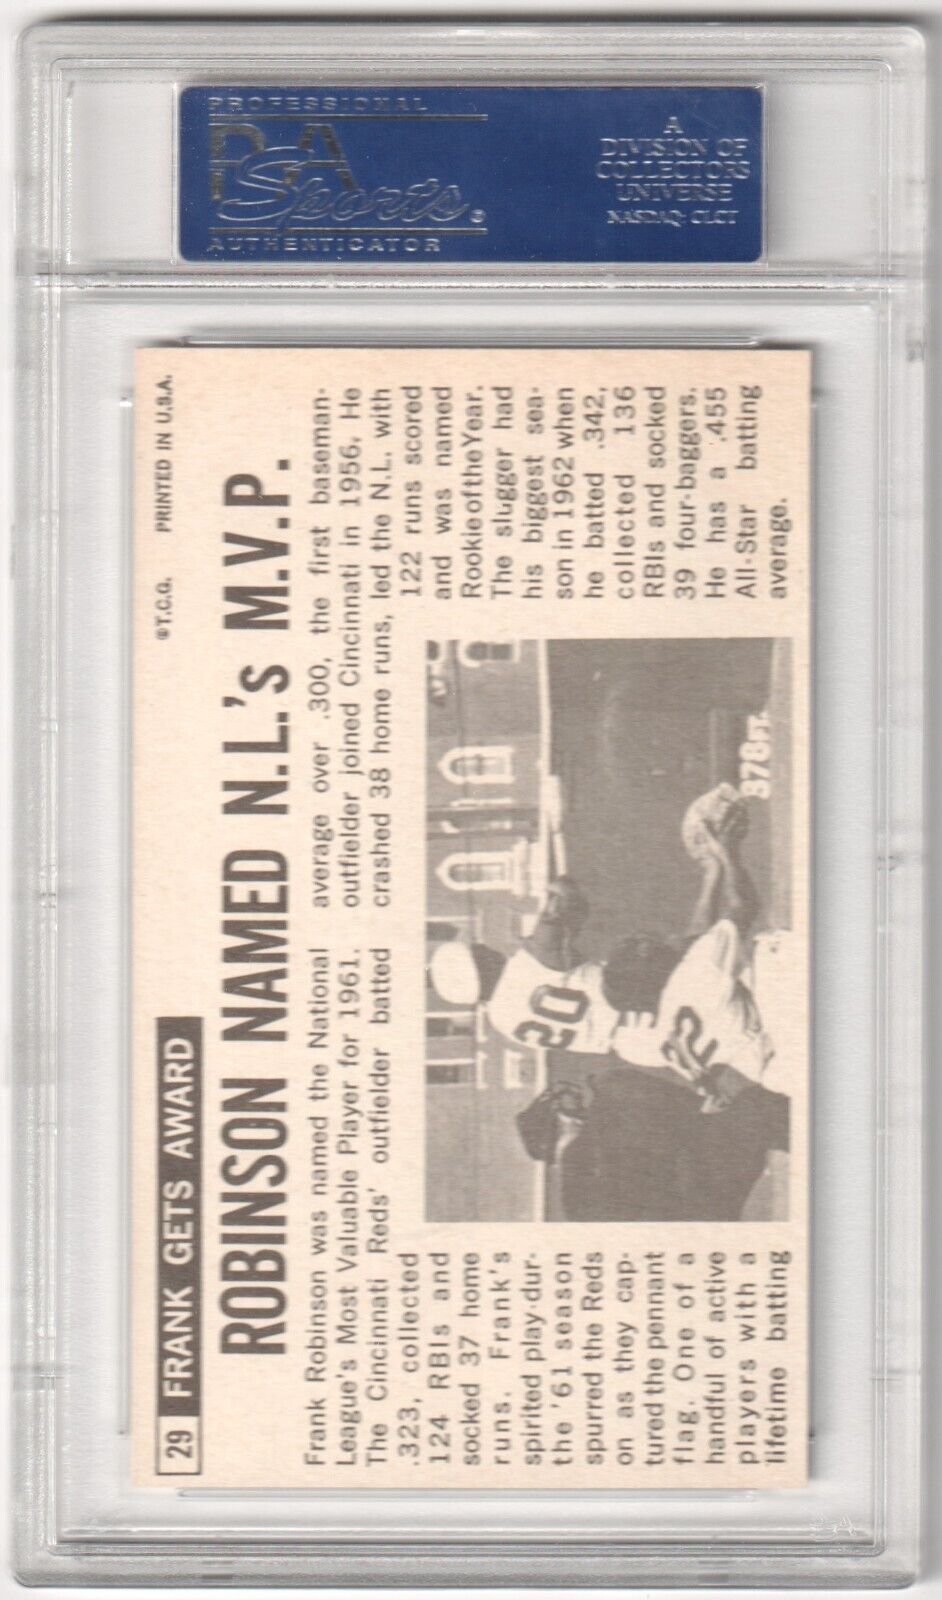 PROFESSIONAL
PSA
Sports®
AUTHENTICATOR
A
DIVISION OF
COLLECTORS
UNIVERSE
NASDAQ: CLCT
29 FRANK GETS AWARD
©T.C.G. PRINTED IN U.S.A.
ROBINSON NAMED N.L.'s M.V.P.
Frank Robinson was named the National
League's Most Valuable Player for 1961.
The Cincinnati Reds' outfielder batted
.323, collected
124 RBIs and
socked 37 home
runs. Frank's
spirited play dur-
the '61 season
spurred the Reds
on as they cap-
tured the pennant
flag. One of a
handful of active
players with a
lifetime batting
average over .300, the first baseman-
outfielder joined Cincinnati in 1956. He
crashed 38 home runs, led the N.L. with
122 runs scored
and was named
Rookie of the Year.
The slugger had
his biggest sea-
son in 1962 when
he batted .342,
collected 136
RBIs and socked
39 four-baggers.
He has a .455
All-Star batting
average.
20
2
378FT.